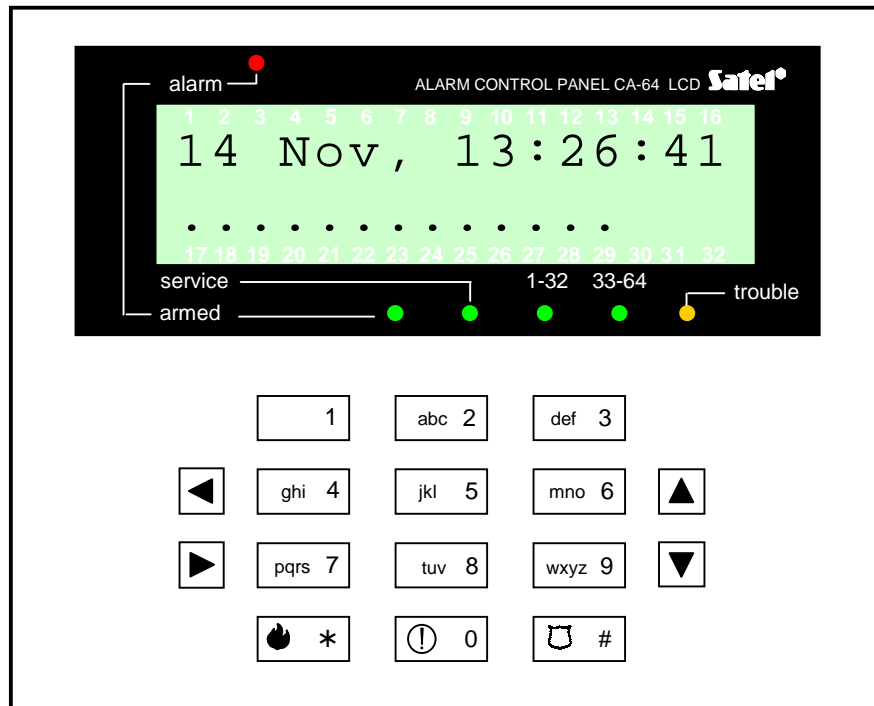 alarm ALARM CONTROL PANEL CA-64 LCD Satel
1 2 3 4 5 6 7 8 9 10 11 12 13 14 15 16
14 Nov, 13:26:41
. . . . . . . . . . . . .
17 18 19 20 21 22 23 24 25 26 27 28 29 30 31 32
service 1-32 33-64
trouble
armed
1 abc 2 def 3
ghi 4 jkl 5 mno 6
pqrs 7 tuv 8 wxyz 9
* ! 0 #